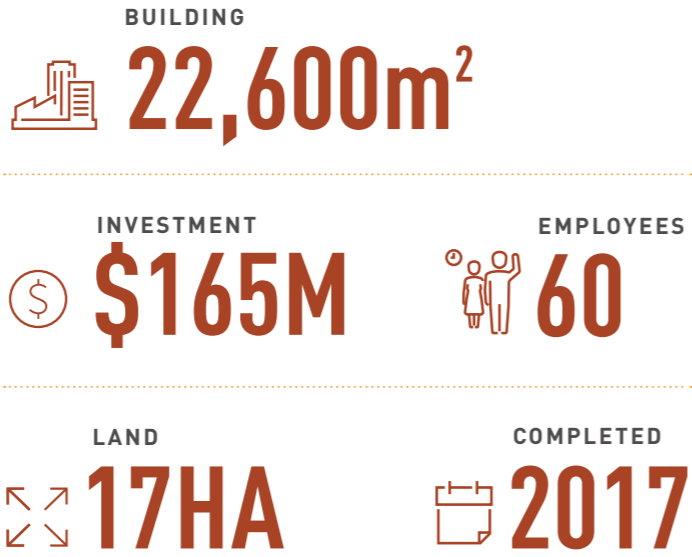 BUILDING
22,600m²
INVESTMENT
$165M
EMPLOYEES
60
LAND
17HA
COMPLETED
2017